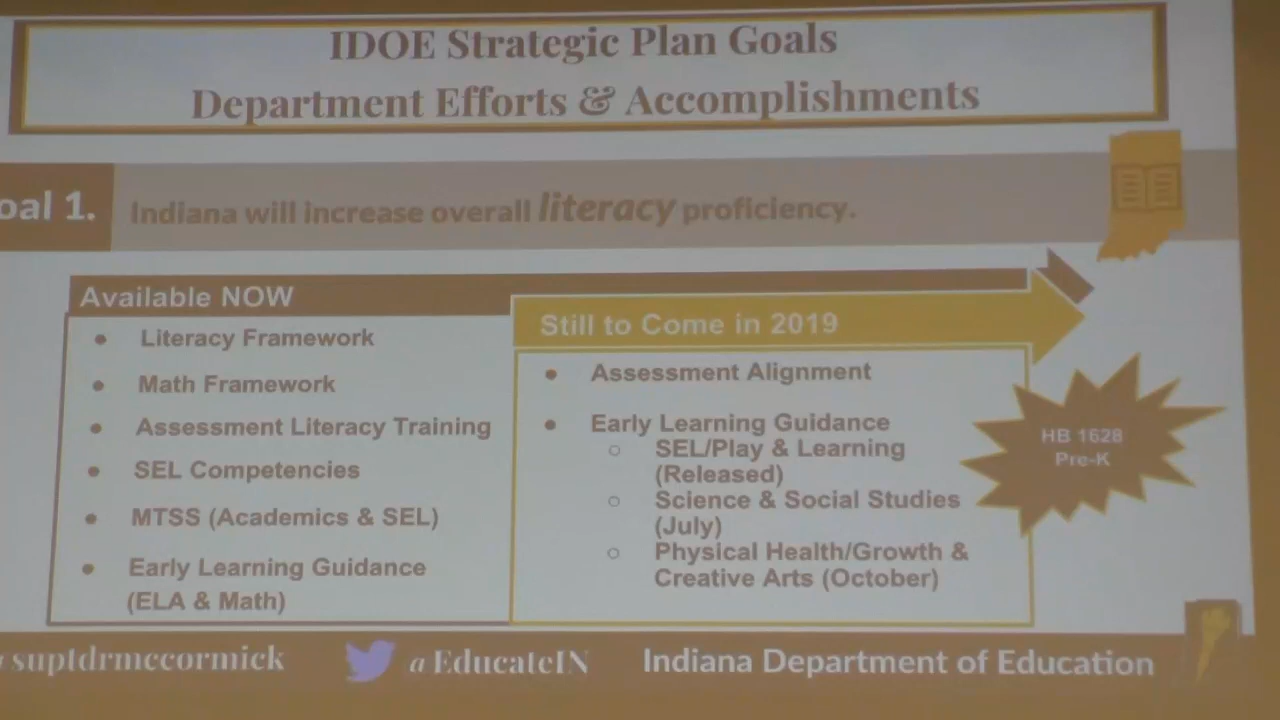 IDOE Strategic Plan Goals
Department Efforts & Accomplishments
oal 1.
Indiana will increase overall literacy proficiency.
Available NOW
• Literacy Framework
• Math Framework
• Assessment Literacy Training
• SEL Competencies
• MTSS (Academics & SEL)
• Early Learning Guidance
(ELA & Math)
Still to Come in 2019
• Assessment Alignment
• Early Learning Guidance
○ SEL/Play & Learning
(Released)
○ Science & Social Studies
(July)
○ Physical Health/Growth &
Creative Arts (October)
HB 1628
Pre-K
@suptdrmccormick
@EducateIN
Indiana Department of Education